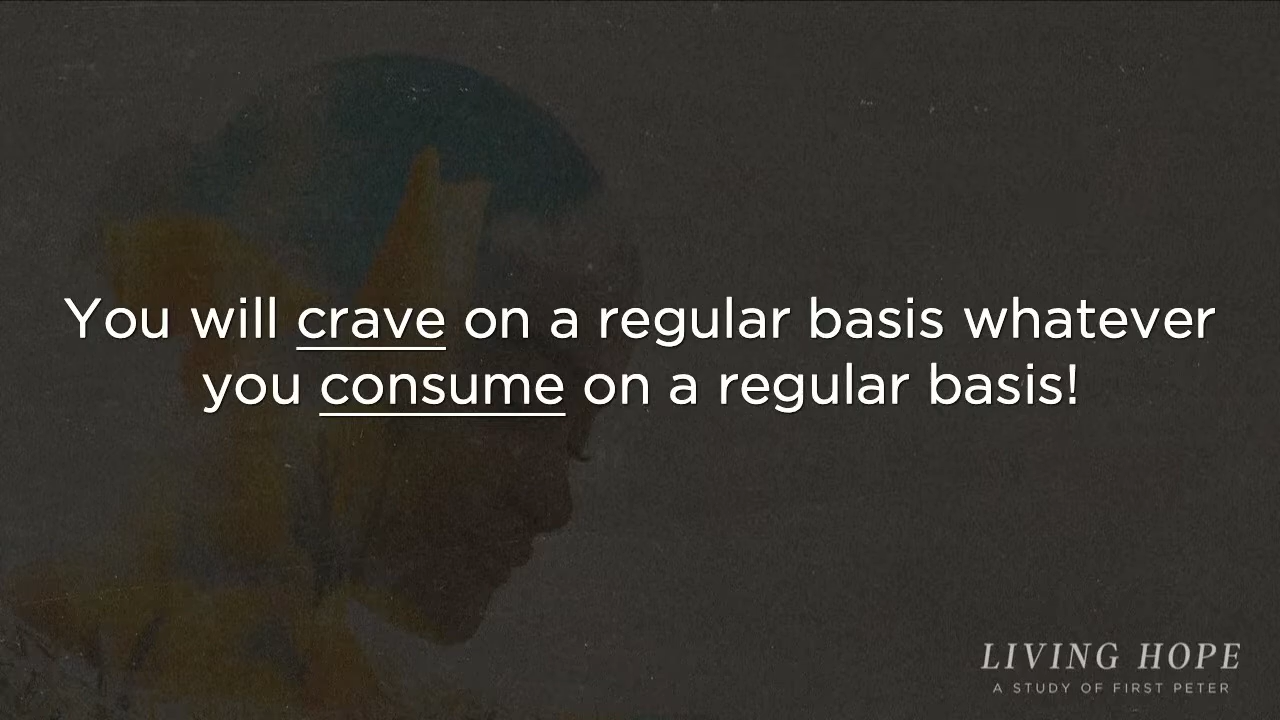 You will crave on a regular basis whatever
you consume on a regular basis!
LIVING HOPE
A STUDY OF FIRST PETER